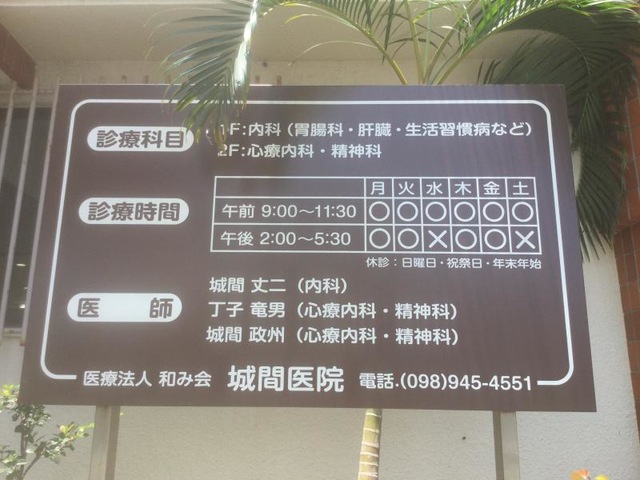 診療科目
1F:内科（胃腸科・肝臓・生活習慣病など）
2F:心療内科・精神科
診療時間
月 火 水 木 金 土
午前 9:00～11:30 ○ ○ ○ ○ ○ ○
午後 2:00～5:30 ○ ○ × ○ ○ ×
休診：日曜日・祝祭日・年末年始
医師
城間 丈二（内科）
丁子 竜男（心療内科・精神科）
城間 政州（心療内科・精神科）
医療法人 和み会 城間医院 電話.(098)945-4551